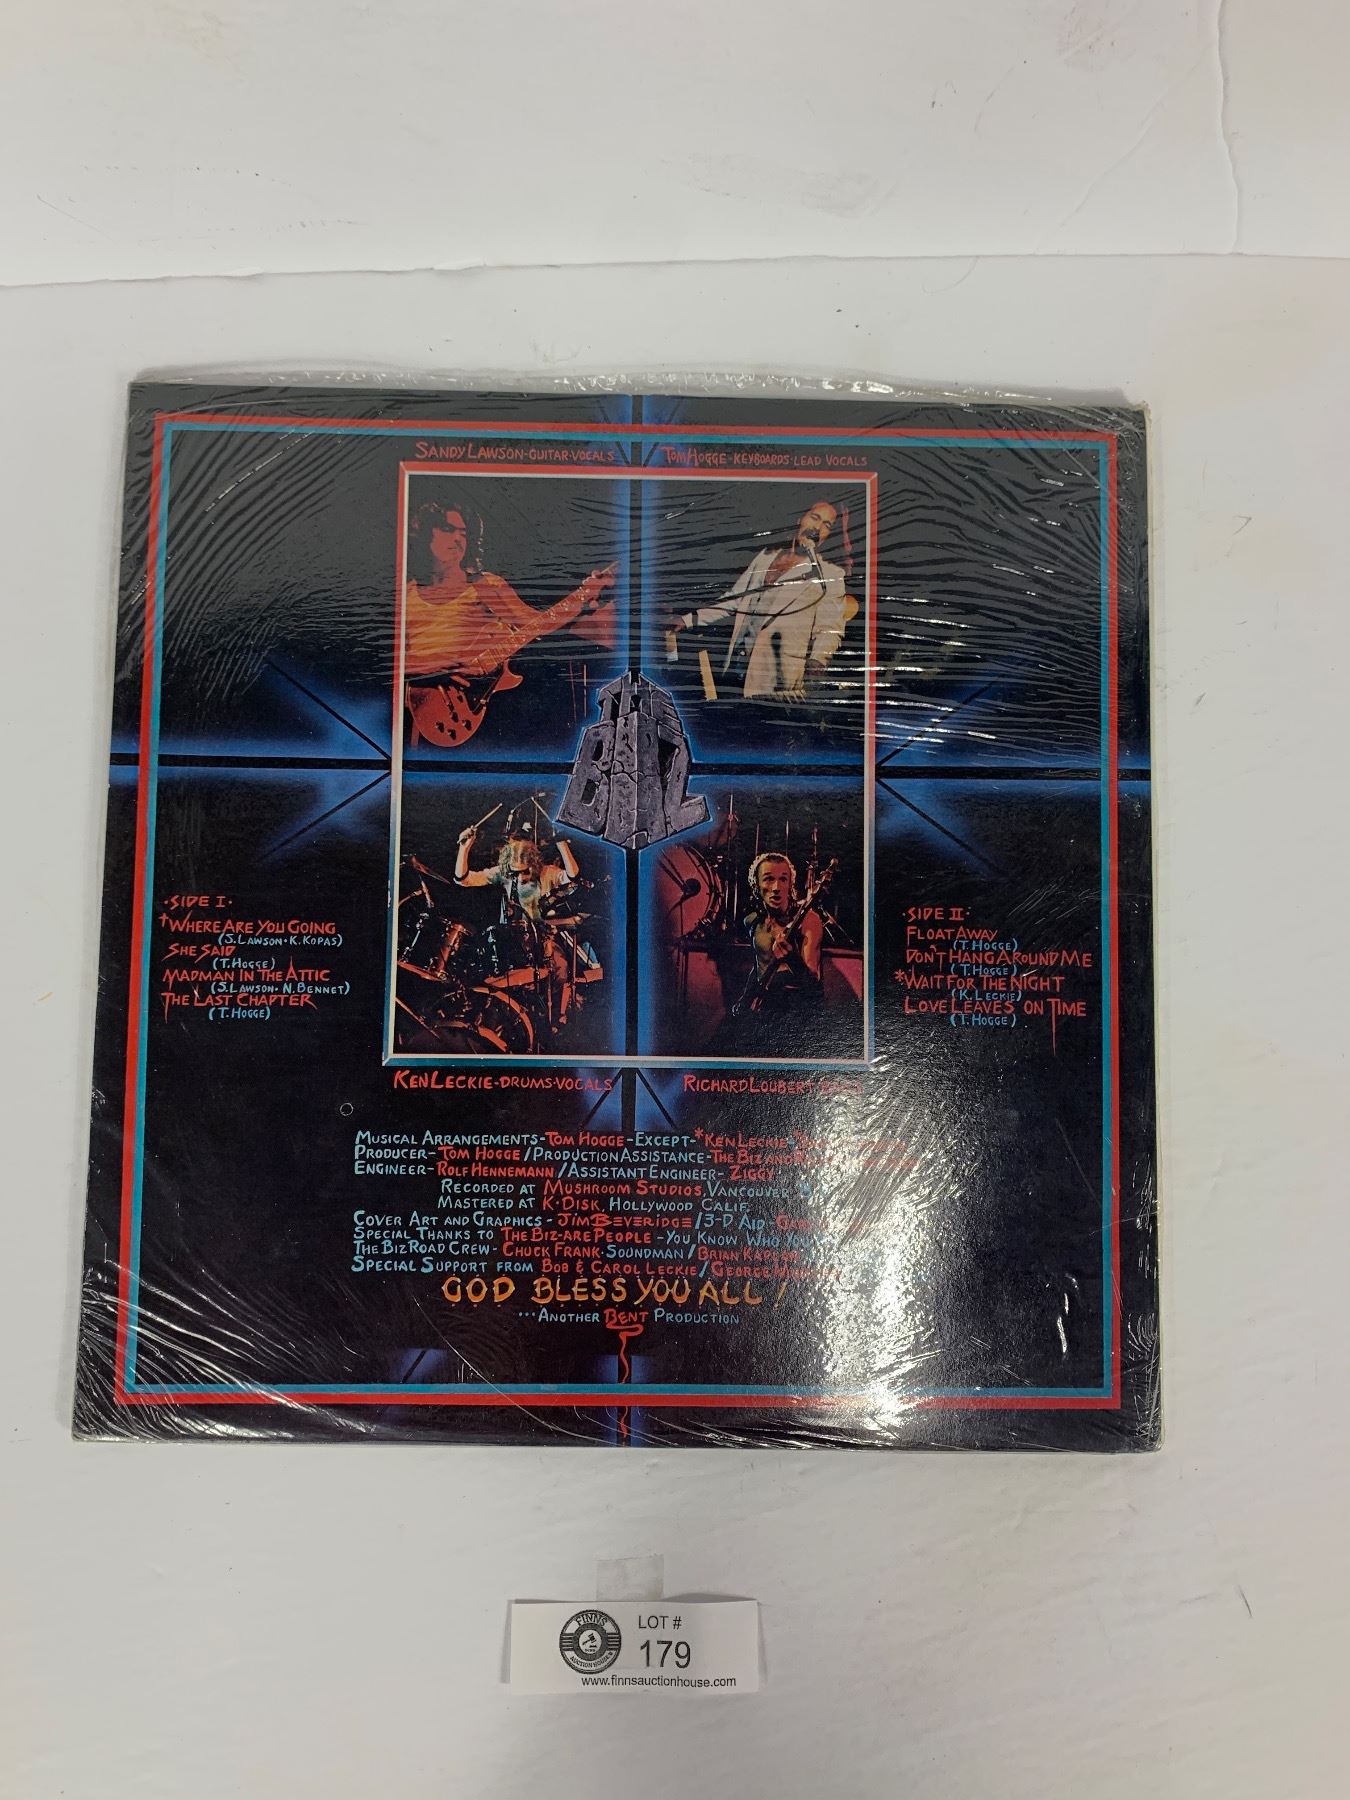 SANDY LAWSON-GUITAR·VOCALS
TOM HOGGE-KEYBOARDS-LEAD VOCALS
THE
BIZ
·SIDE I·
†WHERE ARE YOU GOING
(S. LAWSON·K. KOPAS)
SHE SAID
(T. HOGGE)
MADMAN IN THE ATTIC
(S. LAWSON· N. BENNET)
THE LAST CHAPTER
(T. HOGGE)
·SIDE II·
FLOAT AWAY
(T. HOGGE)
DON'T HANG AROUND ME
(T. HOGGE)
*WAIT FOR THE NIGHT
(K. LECKIE)
LOVE LEAVES ON TIME
(T. HOGGE)
KEN LECKIE-DRUMS·VOCALS
RICHARD LOUBERT
MUSICAL ARRANGEMENTS-TOM HOGGE-EXCEPT-*KEN LECKIE
PRODUCER-TOM HOGGE/PRODUCTION ASSISTANCE-THE BIZ AND
ENGINEER-ROLF HENNEMANN/ASSISTANT ENGINEER-ZIGGY
RECORDED AT MUSHROOM STUDIOS, VANCOUVER
MASTERED AT K·DISK, HOLLYWOOD CALIF.
COVER ART AND GRAPHICS-JIM BEVERIDGE/3-D AID-
SPECIAL THANKS TO THE BIZ-ARE PEOPLE-YOU KNOW WHO YOU
THE BIZ ROAD CREW-CHUCK FRANK·SOUNDMAN/BRIAN
SPECIAL SUPPORT FROM BOB & CAROL LECKIE/GEORGE
GOD BLESS YOU ALL!
...ANOTHER BENT PRODUCTION
FINNS
AUCTION HOUSE
LOT #
179
www.finnsauctionhouse.com